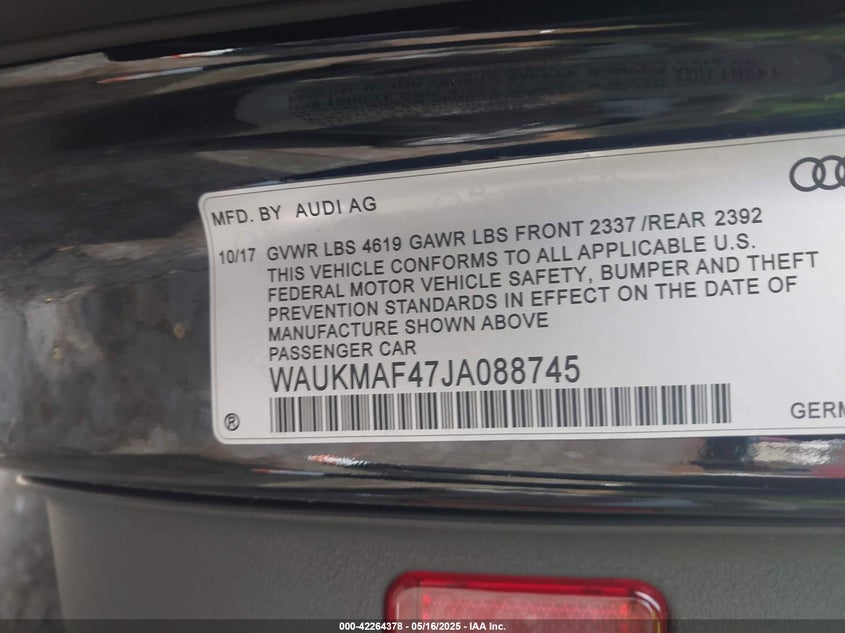 MFD. BY AUDI AG
10/17 GVWR LBS 4619 GAWR LBS FRONT 2337 /REAR 2392
THIS VEHICLE CONFORMS TO ALL APPLICABLE U.S.
FEDERAL MOTOR VEHICLE SAFETY, BUMPER AND THEFT
PREVENTION STANDARDS IN EFFECT ON THE DATE OF
MANUFACTURE SHOWN ABOVE
PASSENGER CAR
WAUKMAF47JA088745
® GERM
000-42264378 - 05/16/2025 - IAA Inc.